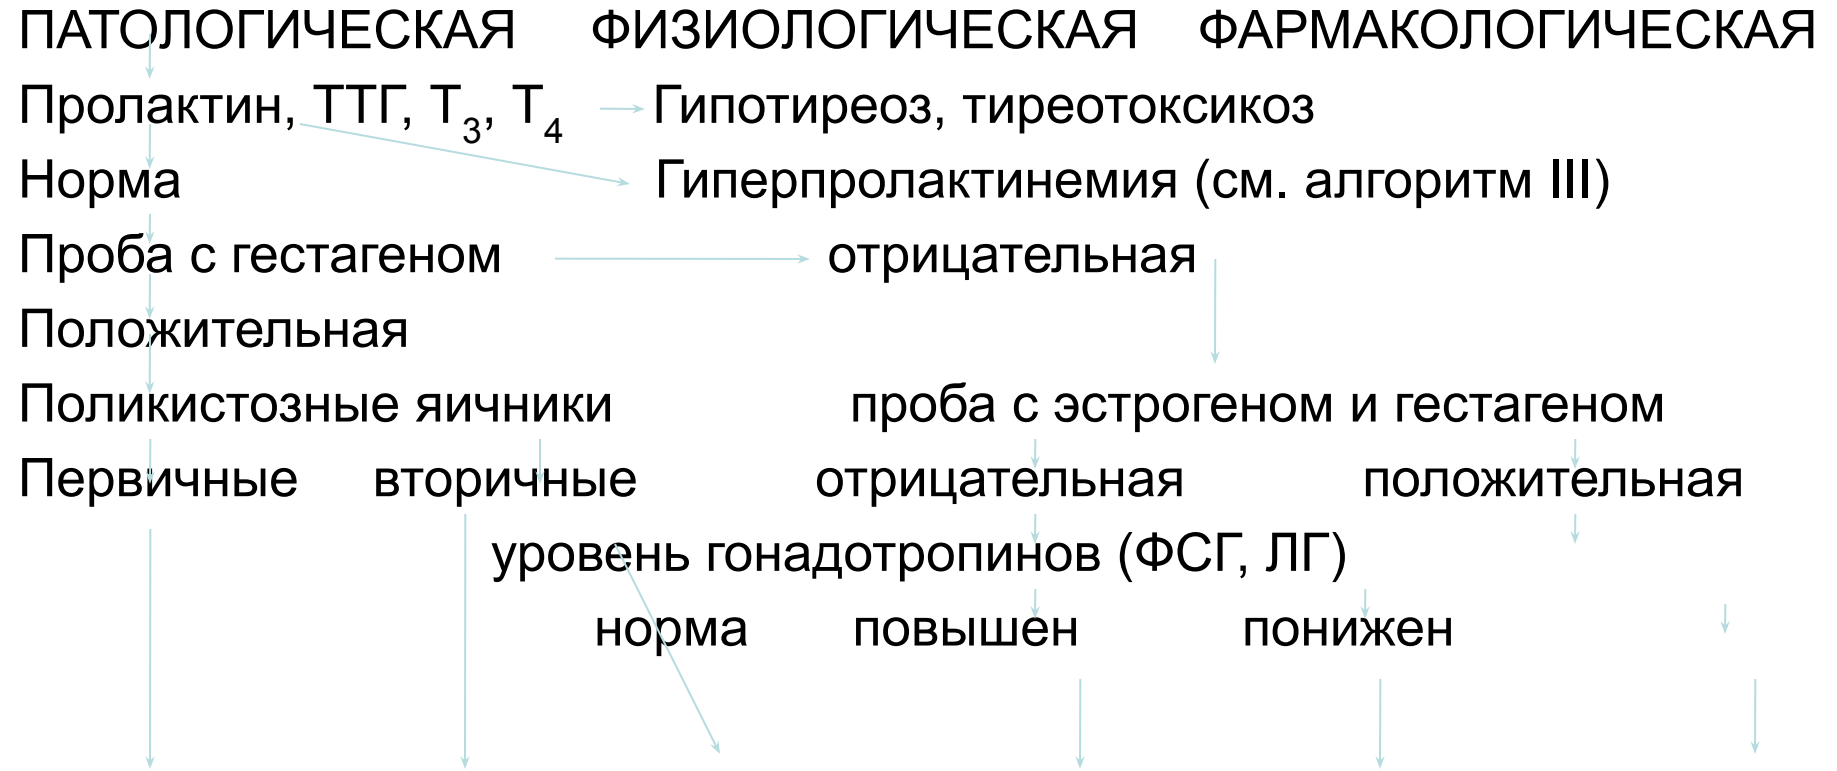 ПАТОЛОГИЧЕСКАЯ ФИЗИОЛОГИЧЕСКАЯ ФАРМАКОЛОГИЧЕСКАЯ
Пролактин, ТТГ, Т3, Т4 Гипотиреоз, тиреотоксикоз
Норма Гиперпролактинемия (см. алгоритм III)
Проба с гестагеном отрицательная
Положительная
Поликистозные яичники проба с эстрогеном и гестагеном
Первичные вторичные отрицательная положительная
уровень гонадотропинов (ФСГ, ЛГ)
норма повышен понижен